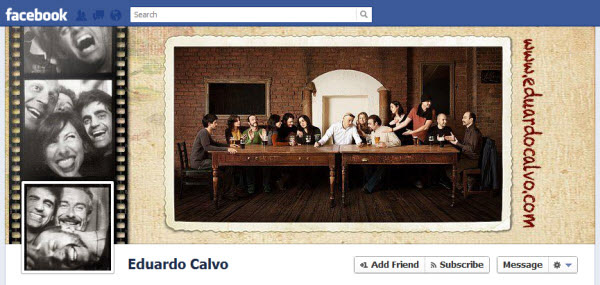 facebook
Search
www.eduardocalvo.com
Eduardo Calvo
Add Friend
Subscribe
Message